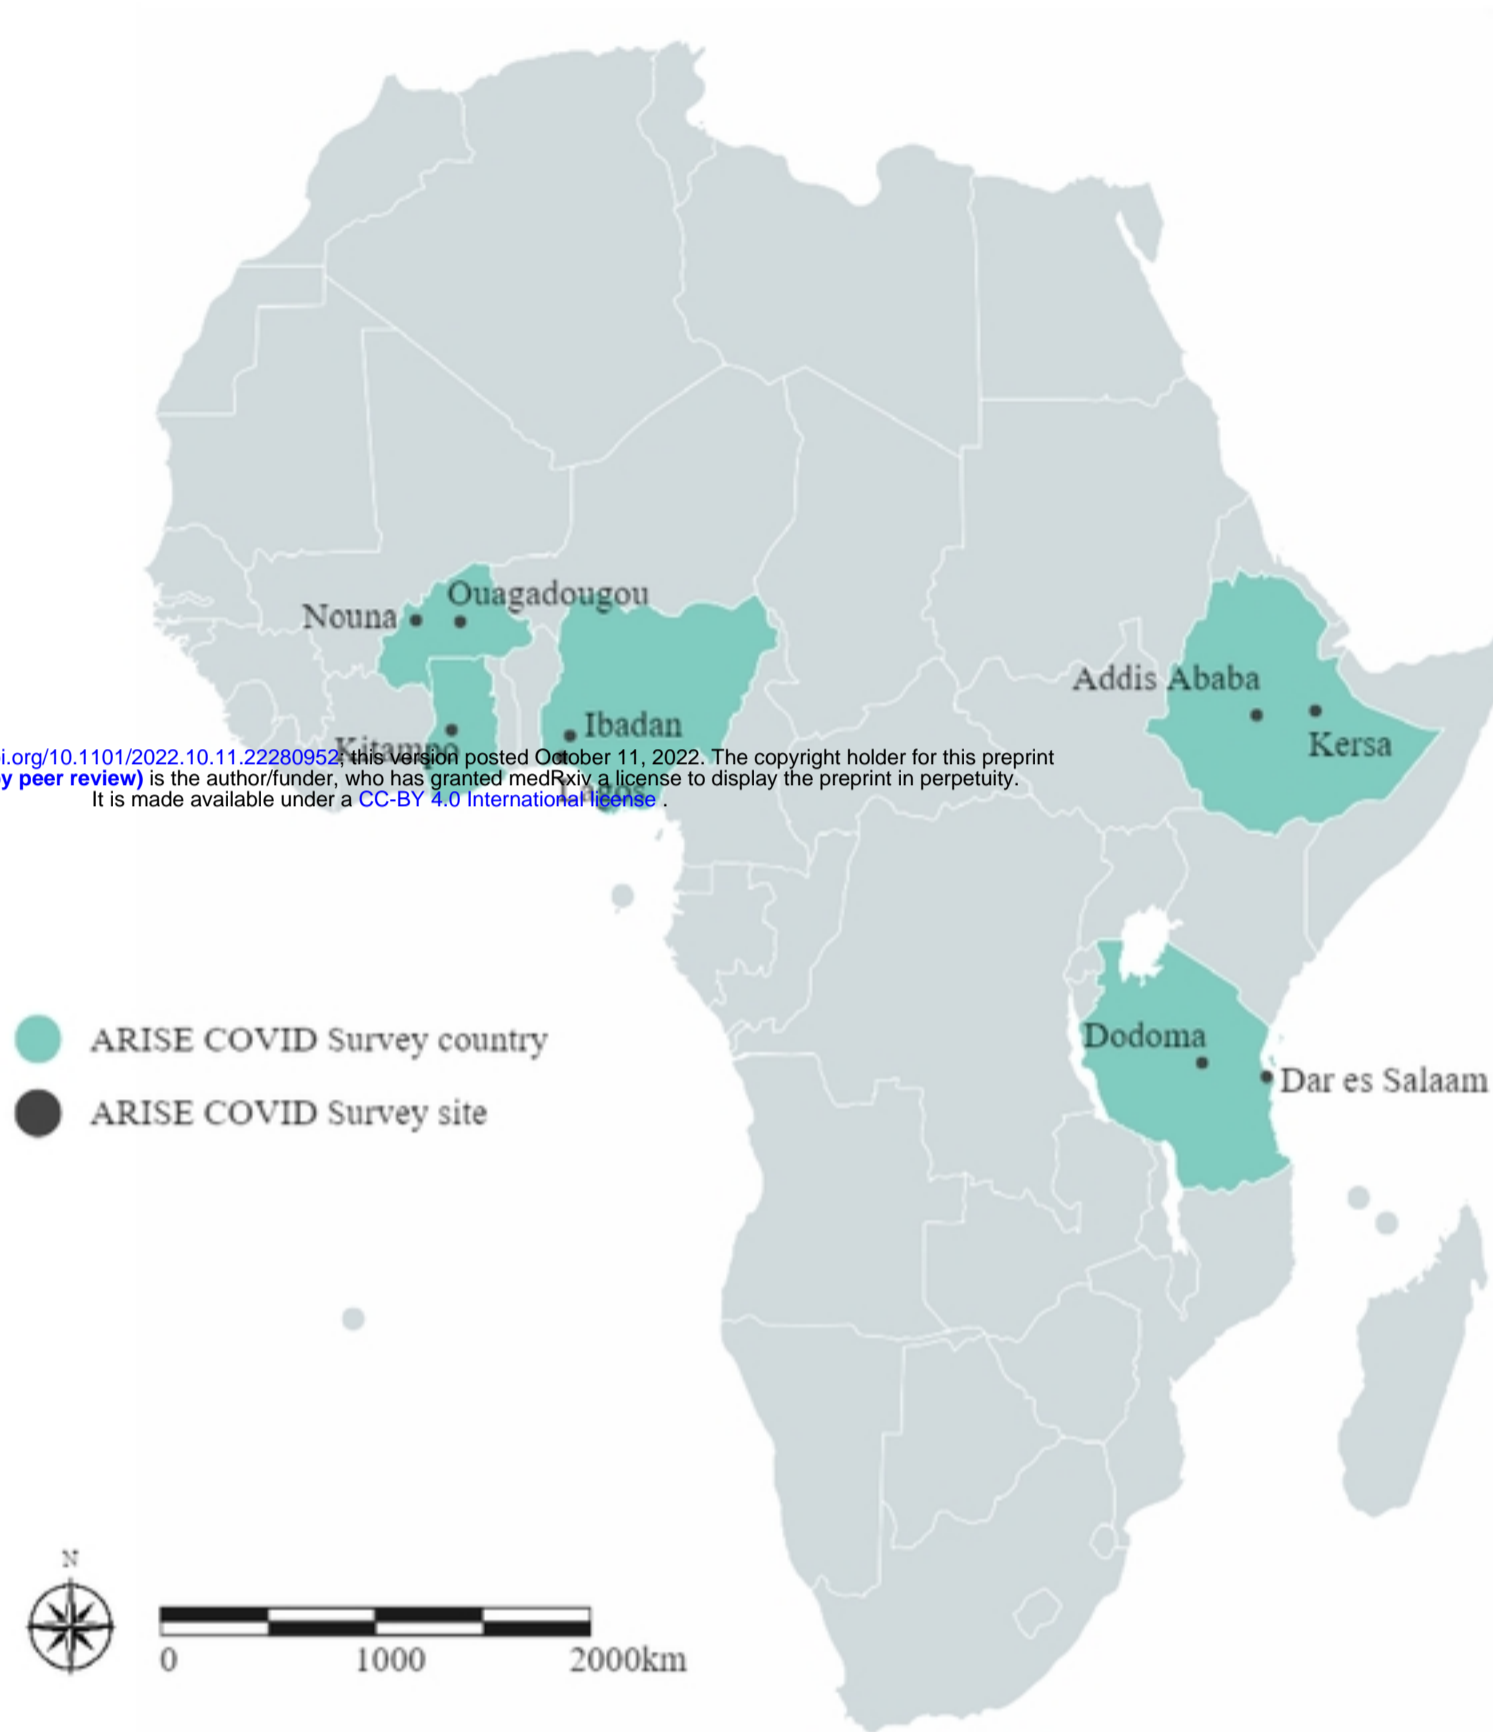 Ouagadougou
Nouna
Addis Ababa
Ibadan
Kersa
Kitampo
i.org/10.1101/2022.10.11.22280952; this version posted October 11, 2022. The copyright holder for this preprint
y peer review) is the author/funder, who has granted medRxiv a license to display the preprint in perpetuity.
Lagos
It is made available under a CC-BY 4.0 International license .
ARISE COVID Survey country
Dodoma
Dar es Salaam
ARISE COVID Survey site
N
0 1000 2000km